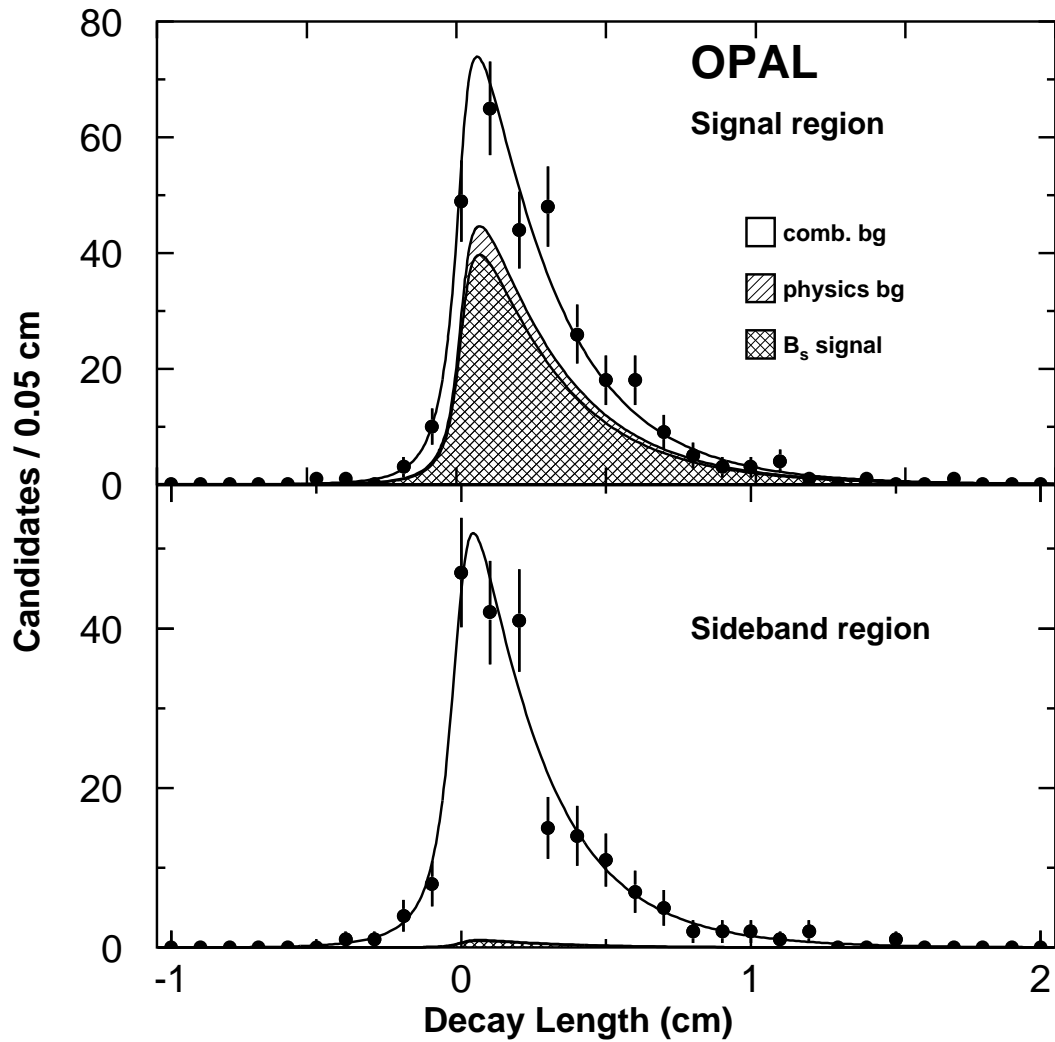 80
60
40
20
0
OPAL
Signal region
comb. bg
physics bg
Bₛ signal
Candidates / 0.05 cm
40
20
0
Sideband region
-1 0 1 2
Decay Length (cm)